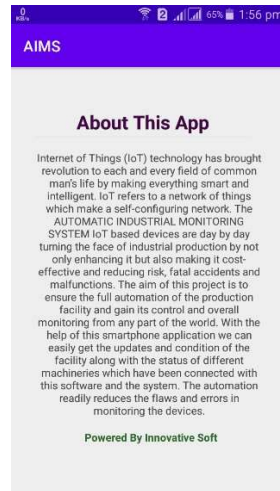 0 KB/s 2 65% 1:56 pm
AIMS
About This App
Internet of Things (IoT) technology has brought
revolution to each and every field of common
man's life by making everything smart and
intelligent. IoT refers to a network of things
which make a self-configuring network. The
AUTOMATIC INDUSTRIAL MONITORING
SYSTEM IoT based devices are day by day
turning the face of industrial production by not
only enhancing it but also making it cost-
effective and reducing risk, fatal accidents and
malfunctions. The aim of this project is to
ensure the full automation of the production
facility and gain its control and overall
monitoring from any part of the world. With the
help of this smartphone application we can
easily get the updates and condition of the
facility along with the status of different
machineries which have been connected with
this software and the system. The automation
readily reduces the flaws and errors in
monitoring the devices.
Powered By Innovative Soft